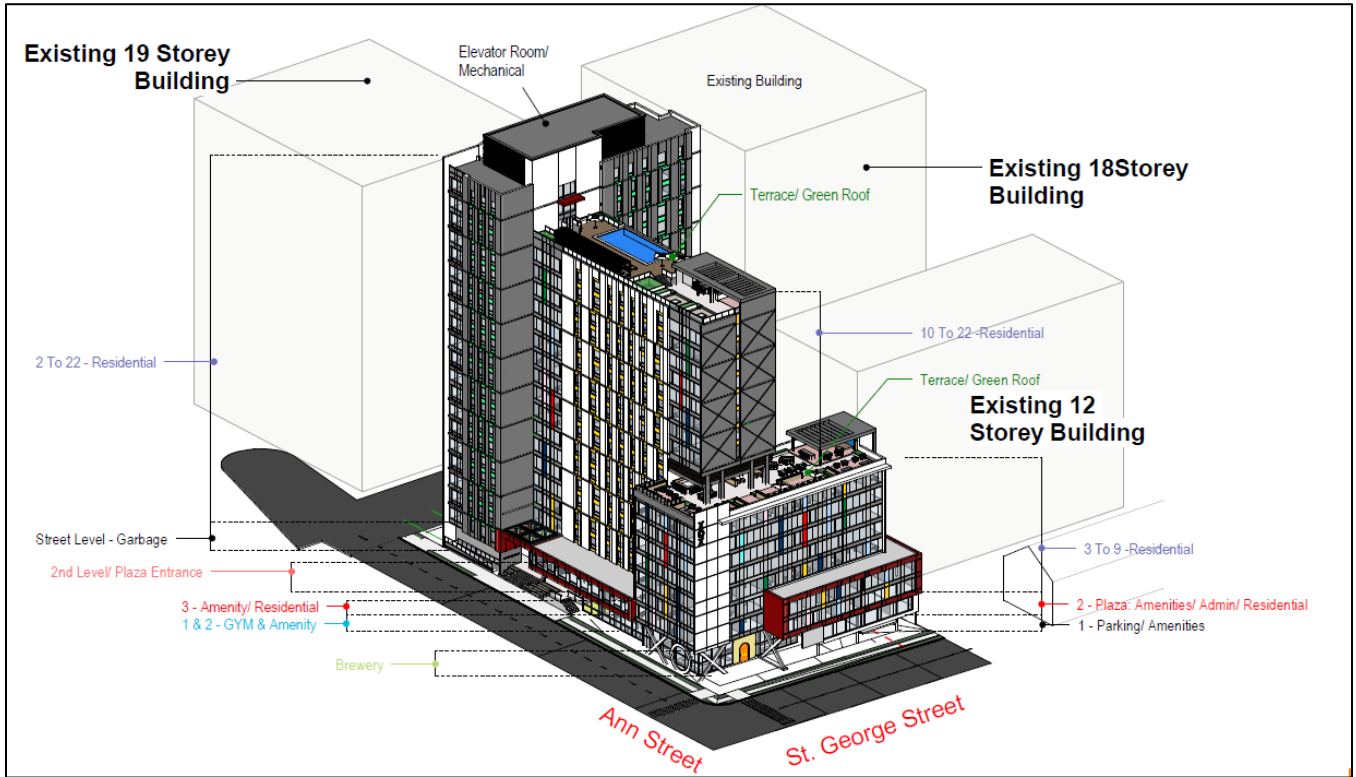 Existing 19 Storey
Building
Elevator Room/
Mechanical
Existing Building
Existing 18Storey
Building
Terrace/ Green Roof
10 To 22 -Residential
2 To 22 - Residential
Terrace/ Green Roof
Existing 12
Storey Building
Street Level - Garbage
3 To 9 -Residential
2nd Level/ Plaza Entrance
3 - Amenity/ Residential
2 - Plaza: Amenities/ Admin/ Residential
1 & 2 - GYM & Amenity
1 - Parking/ Amenities
Brewery
Ann Street
St. George Street